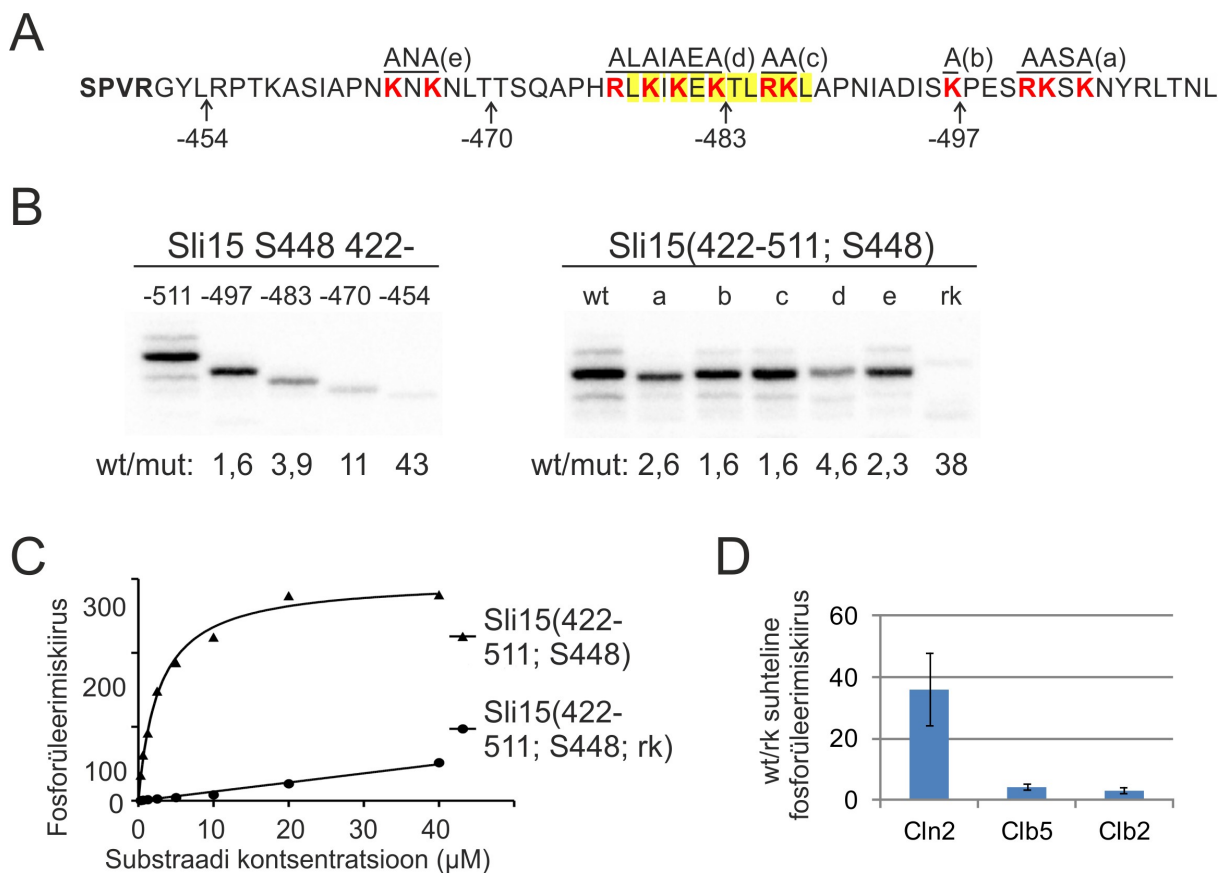 A
ANA(e) ALAIAEA(d) AA(c) A(b) AASA(a)
SPVRGYLRPTKASIAPNKNKNLTTSQAPHRLKIKEKTLRKLAPNIADISKPESRKSKNYRLTNL
-454 -470 -483 -497
B
Sli15 S448 422-
-511 -497 -483 -470 -454
wt/mut: 1,6 3,9 11 43
Sli15(422-511; S448)
wt a b c d e rk
wt/mut: 2,6 1,6 1,6 4,6 2,3 38
C
Fosforüleerimiskiirus
300
200
100
0
0 10 20 30 40
Substraadi kontsentratsioon (µM)
Sli15(422-
511; S448)
Sli15(422-
511; S448; rk)
D
wt/rk suhteline
fosforüleerimiskiirus
60
40
20
0
Cln2 Clb5 Clb2